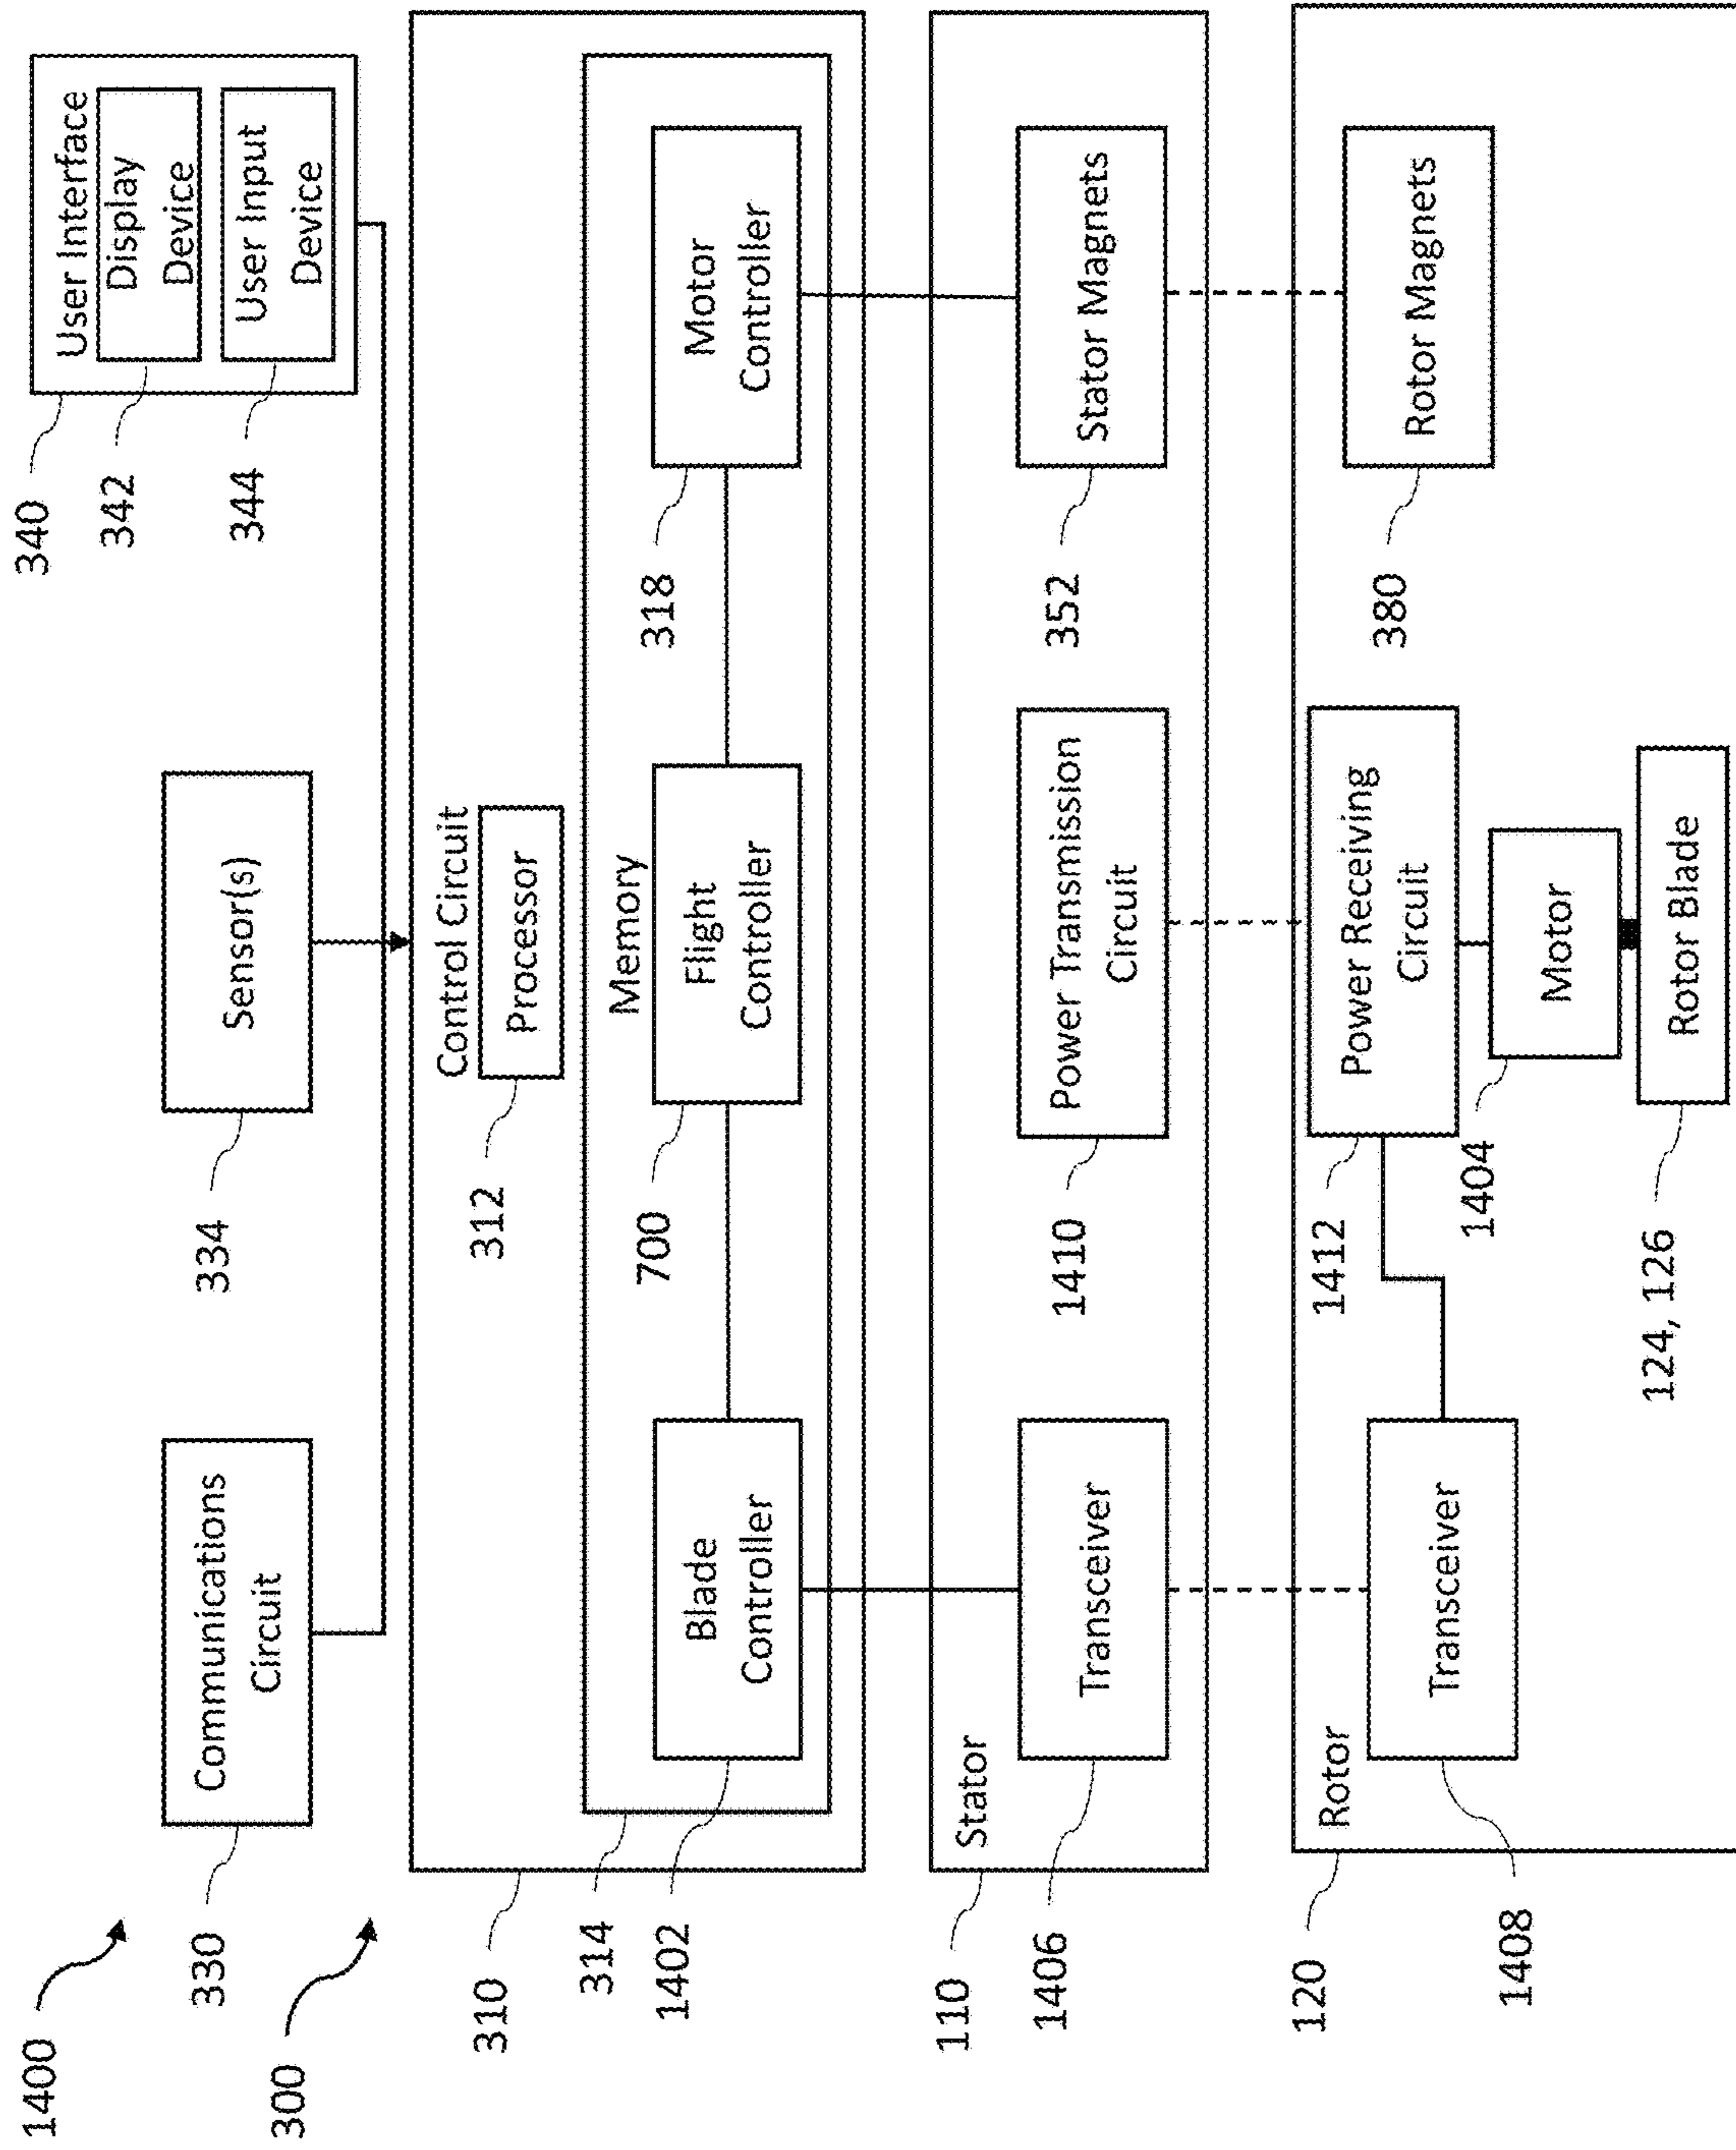 1400
300
Communications
Circuit
330
Sensor(s)
334
User Interface
Display
Device
User Input
Device
340
342
344
Control Circuit
Processor
312
310
Memory
314
Blade
Controller
1402
Flight
Controller
700
Motor
Controller
318
Stator
110
Transceiver
1406
Power Transmission
Circuit
1410
Stator Magnets
352
Rotor
120
Transceiver
1408
Power Receiving
Circuit
1412
Motor
1404
Rotor Blade
124, 126
Rotor Magnets
380